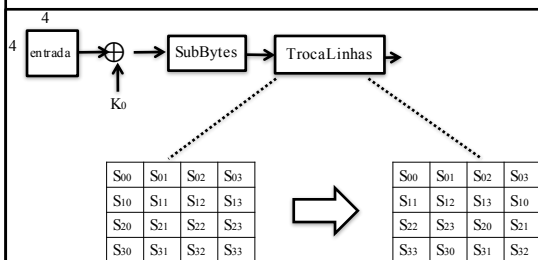 4
4 entrada SubBytes TrocaLinhas
K0
S00 S01 S02 S03 S00 S01 S02 S03
S10 S11 S12 S13 S11 S12 S13 S10
S20 S21 S22 S23 S22 S23 S20 S21
S30 S31 S32 S33 S33 S30 S31 S32